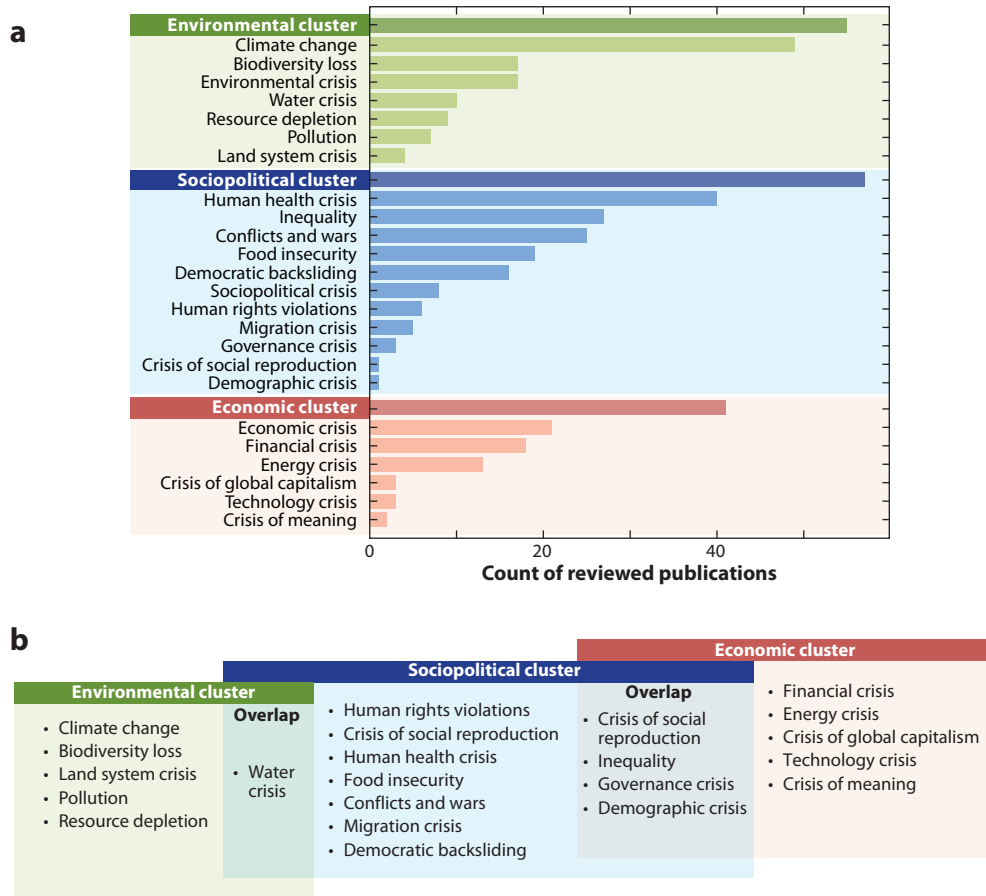 a
Environmental cluster
Climate change
Biodiversity loss
Environmental crisis
Water crisis
Resource depletion
Pollution
Land system crisis
Sociopolitical cluster
Human health crisis
Inequality
Conflicts and wars
Food insecurity
Democratic backsliding
Sociopolitical crisis
Human rights violations
Migration crisis
Governance crisis
Crisis of social reproduction
Demographic crisis
Economic cluster
Economic crisis
Financial crisis
Energy crisis
Crisis of global capitalism
Technology crisis
Crisis of meaning
0 20 40
Count of reviewed publications
b
Environmental cluster
• Climate change
• Biodiversity loss
• Land system crisis
• Pollution
• Resource depletion
Overlap
• Water
crisis
Sociopolitical cluster
• Human rights violations
• Crisis of social reproduction
• Human health crisis
• Food insecurity
• Conflicts and wars
• Migration crisis
• Democratic backsliding
Overlap
• Crisis of social
reproduction
• Inequality
• Governance crisis
• Demographic crisis
Economic cluster
• Financial crisis
• Energy crisis
• Crisis of global capitalism
• Technology crisis
• Crisis of meaning